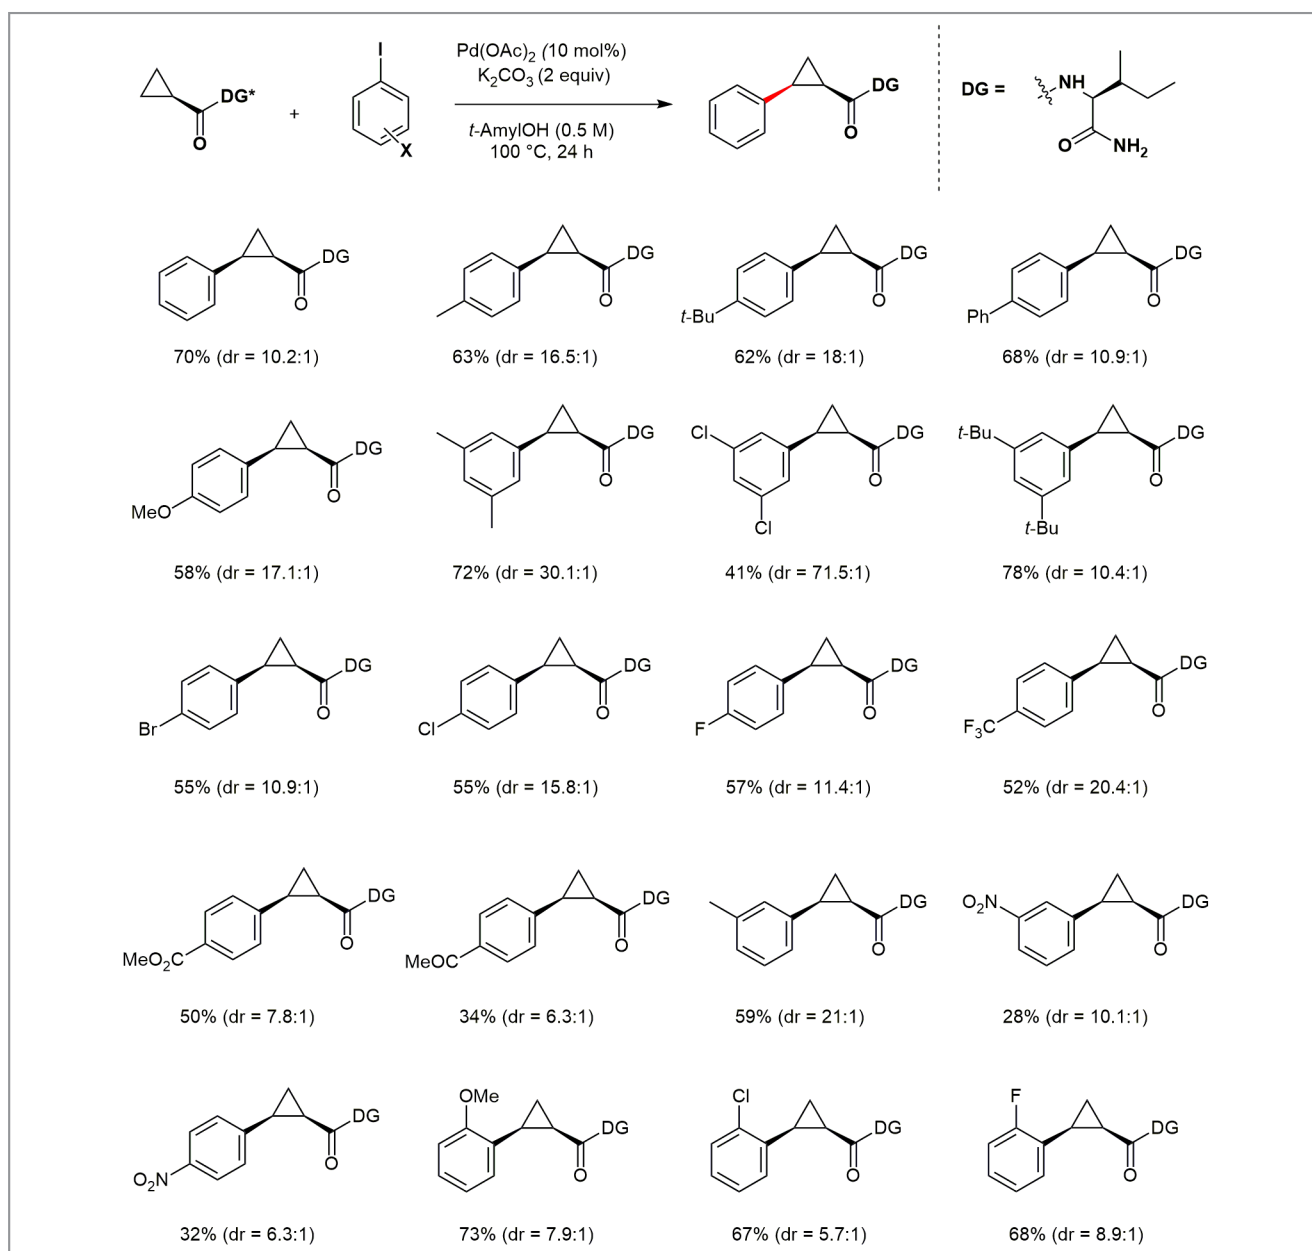 I
Pd(OAc)2 (10 mol%)
K2CO3 (2 equiv)
t-AmylOH (0.5 M)
100 °C, 24 h
DG*
O
+
X
DG
O
DG =
NH
O
NH2
DG
O
DG
O
t-Bu
DG
O
Ph
DG
O
70% (dr = 10.2:1)
63% (dr = 16.5:1)
62% (dr = 18:1)
68% (dr = 10.9:1)
MeO
DG
O
DG
O
Cl
Cl
DG
O
t-Bu
t-Bu
DG
O
58% (dr = 17.1:1)
72% (dr = 30.1:1)
41% (dr = 71.5:1)
78% (dr = 10.4:1)
Br
DG
O
Cl
DG
O
F
DG
O
F3C
DG
O
55% (dr = 10.9:1)
55% (dr = 15.8:1)
57% (dr = 11.4:1)
52% (dr = 20.4:1)
MeO2C
DG
O
MeOC
DG
O
DG
O
O2N
DG
O
50% (dr = 7.8:1)
34% (dr = 6.3:1)
59% (dr = 21:1)
28% (dr = 10.1:1)
O2N
DG
O
OMe
DG
O
Cl
DG
O
F
DG
O
32% (dr = 6.3:1)
73% (dr = 7.9:1)
67% (dr = 5.7:1)
68% (dr = 8.9:1)